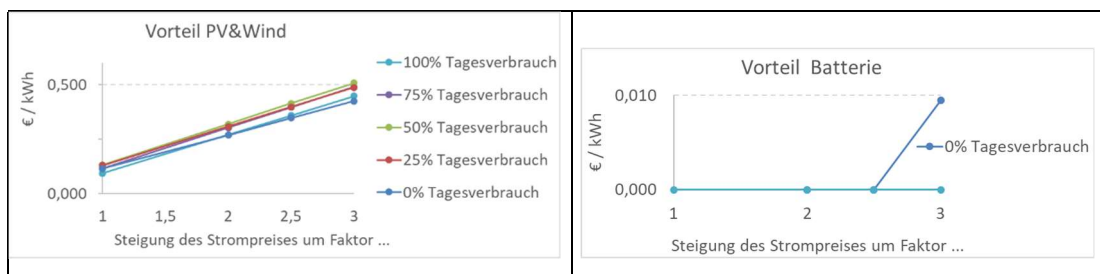 Vorteil PV&Wind
€ / kWh
0,500
0,000
1
1,5
2
2,5
3
Steigung des Strompreises um Faktor ...
100% Tagesverbrauch
75% Tagesverbrauch
50% Tagesverbrauch
25% Tagesverbrauch
0% Tagesverbrauch
Vorteil Batterie
€ / kWh
0,010
0,000
1
2
3
0% Tagesverbrauch
Steigung des Strompreises um Faktor ...